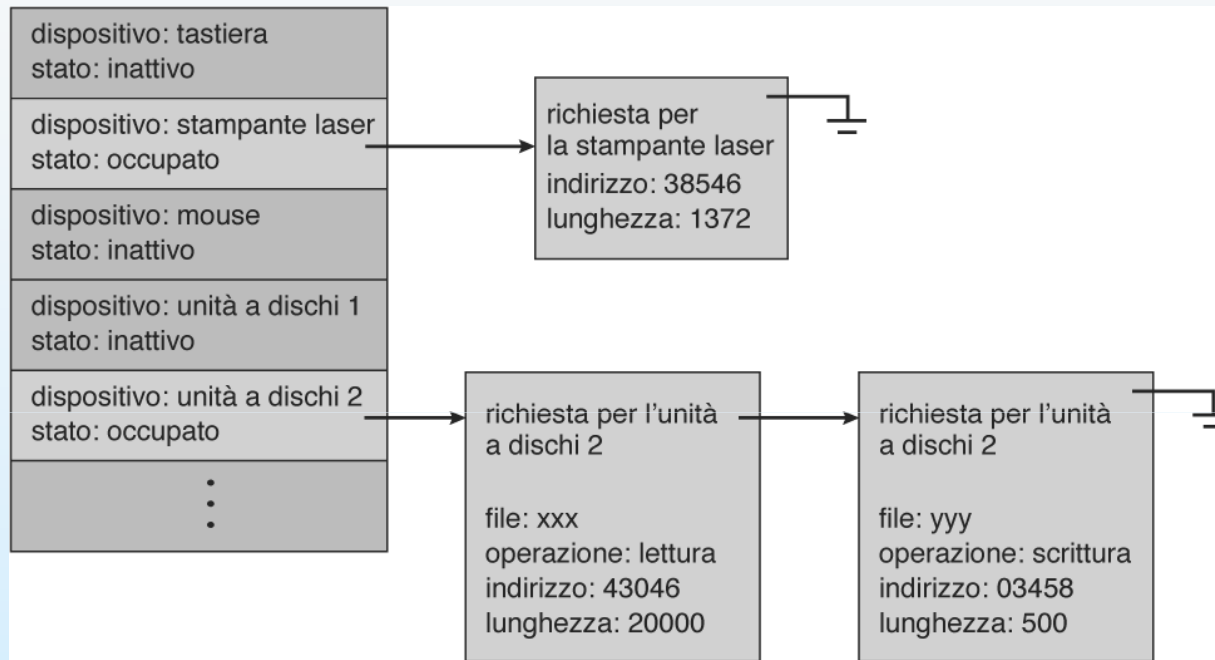 dispositivo: tastiera
stato: inattivo
dispositivo: stampante laser
stato: occupato
dispositivo: mouse
stato: inattivo
dispositivo: unità a dischi 1
stato: inattivo
dispositivo: unità a dischi 2
stato: occupato
richiesta per
la stampante laser
indirizzo: 38546
lunghezza: 1372
richiesta per l’unità
a dischi 2
file: xxx
operazione: lettura
indirizzo: 43046
lunghezza: 20000
richiesta per l’unità
a dischi 2
file: yyy
operazione: scrittura
indirizzo: 03458
lunghezza: 500